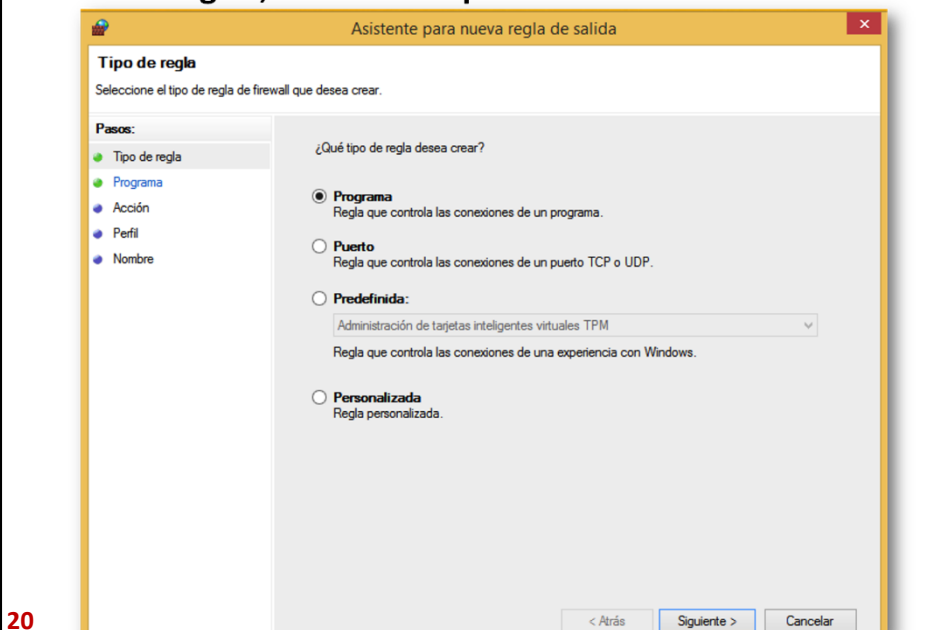 Asistente para nueva regla de salida
Tipo de regla
Seleccione el tipo de regla de firewall que desea crear.
Pasos:
Tipo de regla
Programa
Acción
Perfil
Nombre
¿Qué tipo de regla desea crear?
Programa
Regla que controla las conexiones de un programa.
Puerto
Regla que controla las conexiones de un puerto TCP o UDP.
Predefinida:
Administración de tarjetas inteligentes virtuales TPM
Regla que controla las conexiones de una experiencia con Windows.
Personalizada
Regla personalizada.
< Atrás
Siguiente >
Cancelar
20